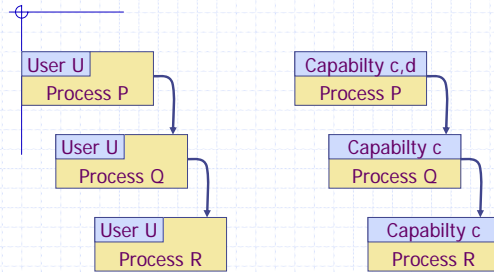 User U
Process P
User U
Process Q
User U
Process R
Capabilty c,d
Process P
Capabilty c
Process Q
Capabilty c
Process R